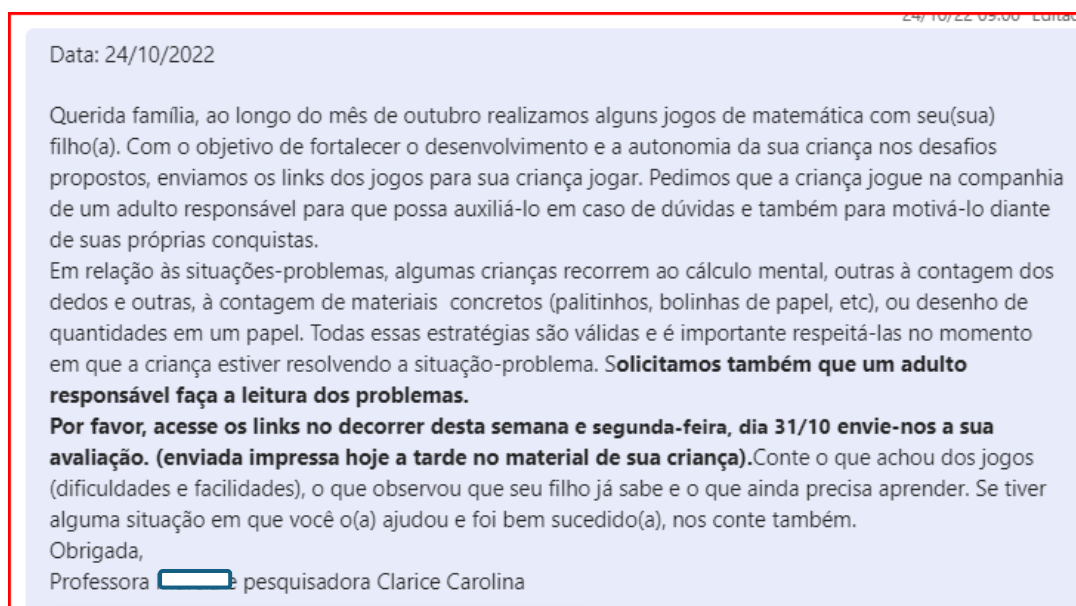 24/10/22 09:00 Editad
Data: 24/10/2022
Querida família, ao longo do mês de outubro realizamos alguns jogos de matemática com seu(sua)
filho(a). Com o objetivo de fortalecer o desenvolvimento e a autonomia da sua criança nos desafios
propostos, enviamos os links dos jogos para sua criança jogar. Pedimos que a criança jogue na companhia
de um adulto responsável para que possa auxiliá-lo em caso de dúvidas e também para motivá-lo diante
de suas próprias conquistas.
Em relação às situações-problemas, algumas crianças recorrem ao cálculo mental, outras à contagem dos
dedos e outras, à contagem de materiais concretos (palitinhos, bolinhas de papel, etc), ou desenho de
quantidades em um papel. Todas essas estratégias são válidas e é importante respeitá-las no momento
em que a criança estiver resolvendo a situação-problema. Solicitamos também que um adulto
responsável faça a leitura dos problemas.
Por favor, acesse os links no decorrer desta semana e segunda-feira, dia 31/10 envie-nos a sua
avaliação. (enviada impressa hoje a tarde no material de sua criança).Conte o que achou dos jogos
(dificuldades e facilidades), o que observou que seu filho já sabe e o que ainda precisa aprender. Se tiver
alguma situação em que você o(a) ajudou e foi bem sucedido(a), nos conte também.
Obrigada,
Professora e pesquisadora Clarice Carolina